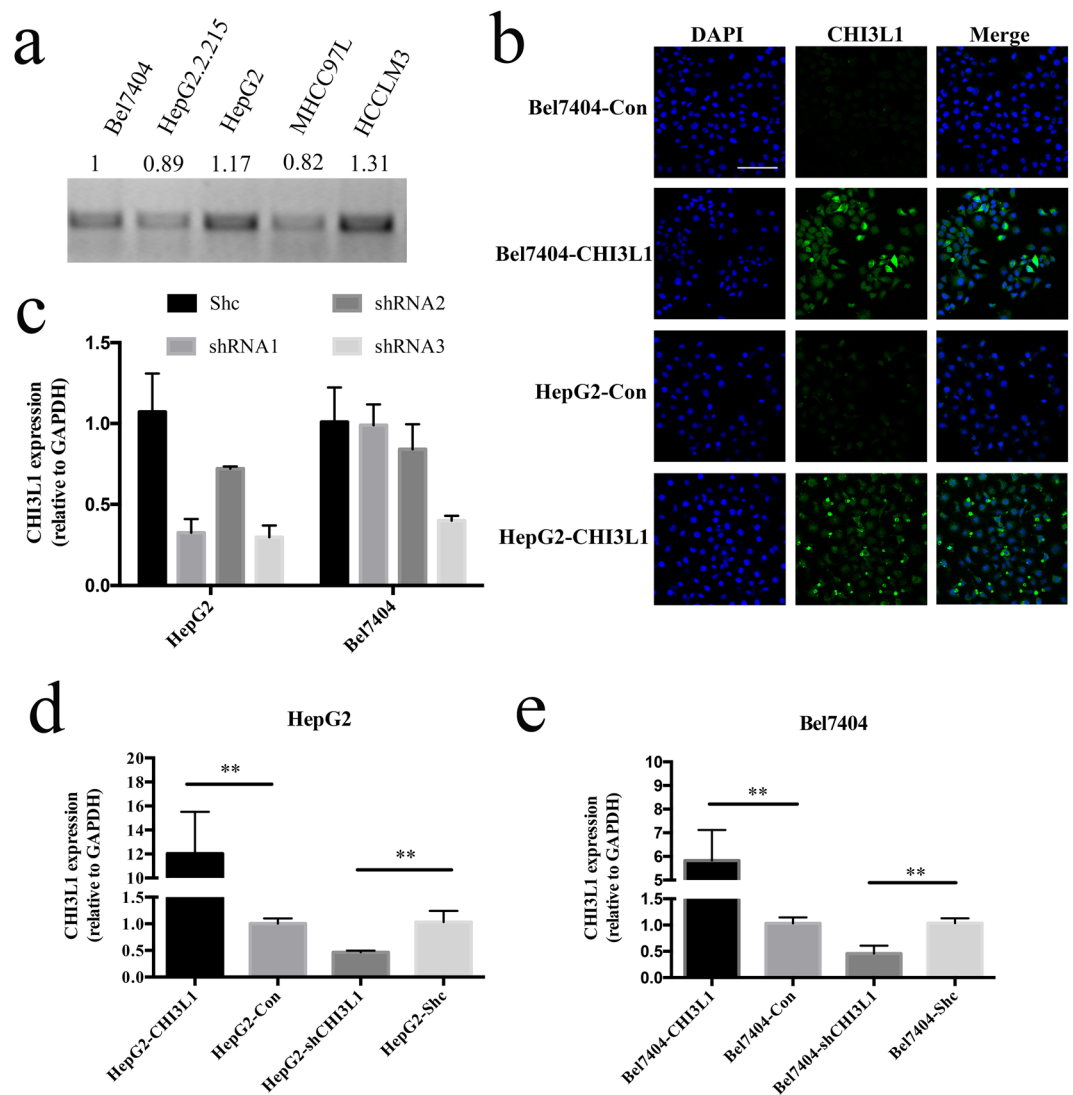 a
Bel7404
HepG2.2.215
HepG2
MHCC97L
HCCLM3
1 0.89 1.17 0.82 1.31
b
DAPI CHI3L1 Merge
Bel7404-Con
Bel7404-CHI3L1
HepG2-Con
HepG2-CHI3L1
c
Shc
shRNA1
shRNA2
shRNA3
CHI3L1 expression
(relative to GAPDH)
1.5
1.0
0.5
0.0
HepG2
Bel7404
d
HepG2
CHI3L1 expression
(relative to GAPDH)
20
18
16
14
12
10
1.5
1.0
0.5
0.0
**
**
HepG2-CHI3L1
HepG2-Con
HepG2-shCHI3L1
HepG2-Shc
e
Bel7404
CHI3L1 expression
(relative to GAPDH)
10
9
8
7
6
5
1.5
1.0
0.5
0.0
**
**
Bel7404-CHI3L1
Bel7404-Con
Bel7404-shCHI3L1
Bel7404-Shc